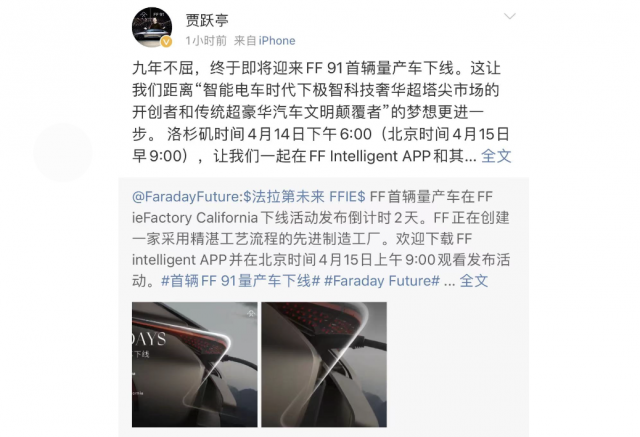 贾跃亭
1小时前 来自 iPhone
九年不屈，终于即将迎来FF 91首辆量产车下线。这让
我们距离“智能电车时代下极智科技奢华超塔尖市场的
开创者和传统超豪华汽车文明颠覆者”的梦想更进一
步。 洛杉矶时间4月14日下午6:00（北京时间4月15日
早9:00），让我们一起在FF Intelligent APP和其... 全文
@FaradayFuture:$法拉第未来 FFIE$ FF首辆量产车在FF
ieFactory California下线活动发布倒计时2天。FF正在创建
一家采用精湛工艺流程的先进制造工厂。欢迎下载FF
intelligent APP并在北京时间4月15日上午9:00观看发布活
动。#首辆FF 91量产车下线# #Faraday Future# ... 全文
DAYS
下线